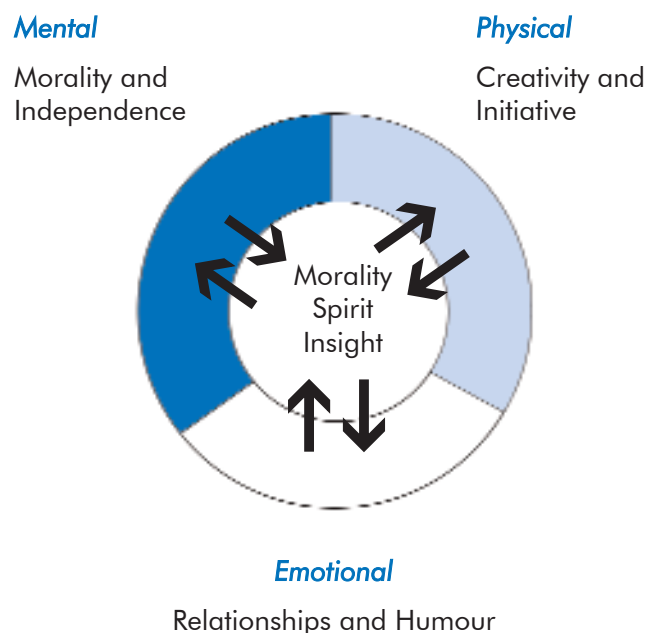 Mental
Morality and
Independence
Physical
Creativity and
Initiative
Morality
Spirit
Insight
Emotional
Relationships and Humour